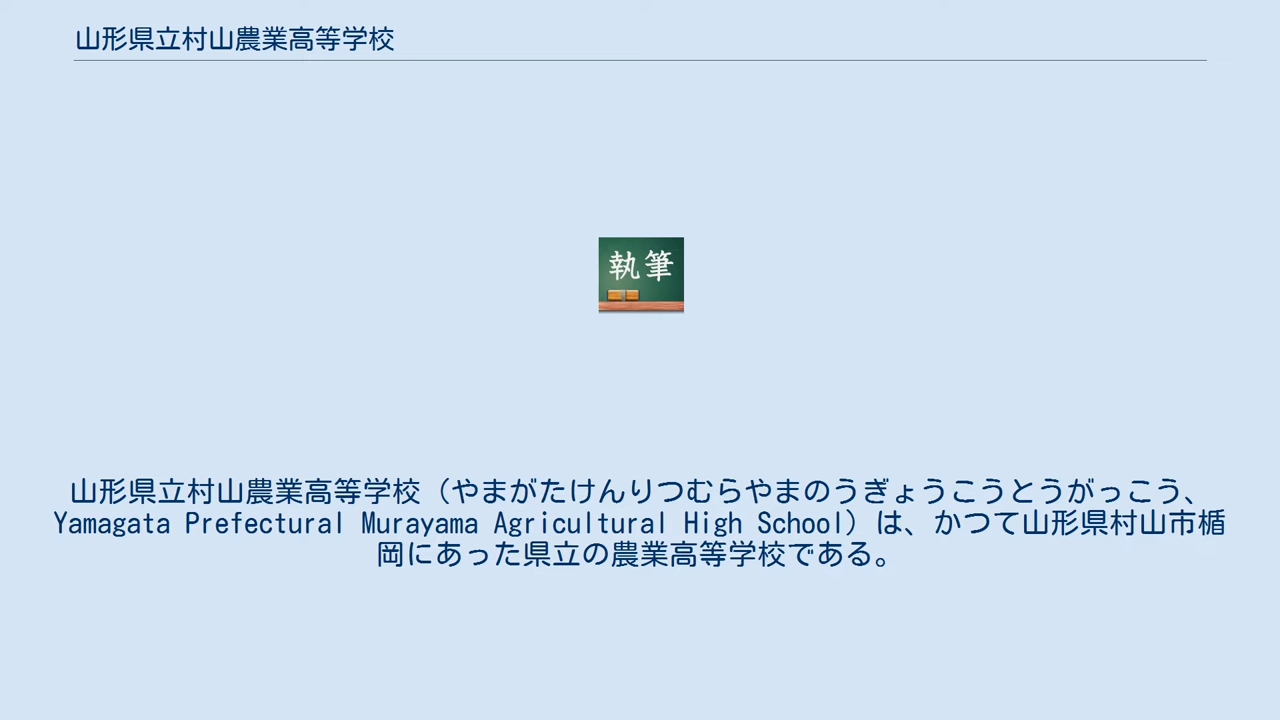 山形県立村山農業高等学校
執筆
山形県立村山農業高等学校（やまがたけんりつむらやまのうぎょうこうとうがっこう、
Yamagata Prefectural Murayama Agricultural High School）は、かつて山形県村山市楯
岡にあった県立の農業高等学校である。